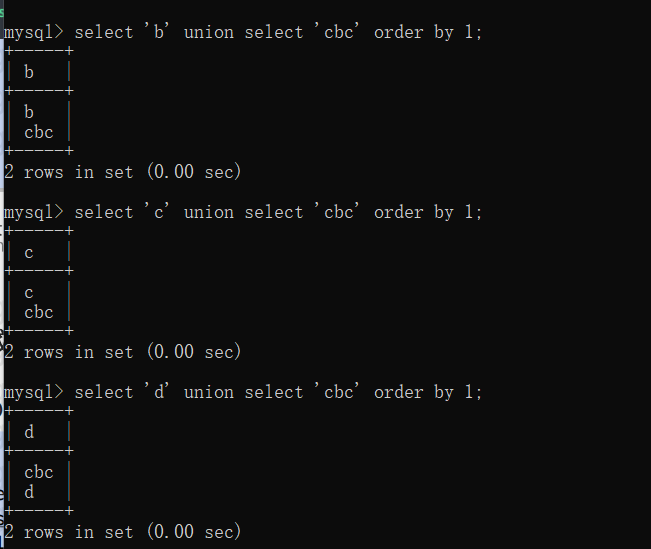 mysql> select 'b' union select 'cbc' order by 1;
+-----+
| b   |
+-----+
| b   |
| cbc |
+-----+
2 rows in set (0.00 sec)
mysql> select 'c' union select 'cbc' order by 1;
+-----+
| c   |
+-----+
| c   |
| cbc |
+-----+
2 rows in set (0.00 sec)
mysql> select 'd' union select 'cbc' order by 1;
+-----+
| d   |
+-----+
| cbc |
| d   |
+-----+
2 rows in set (0.00 sec)